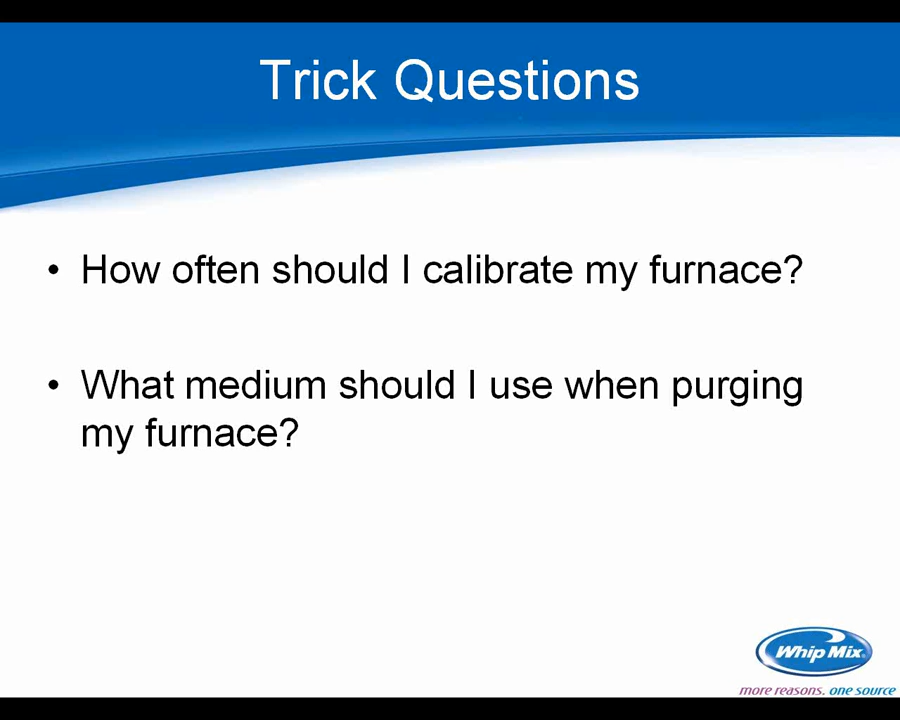 Trick Questions
• How often should I calibrate my furnace?
• What medium should I use when purging
my furnace?
Whip Mix®
more reasons. one source